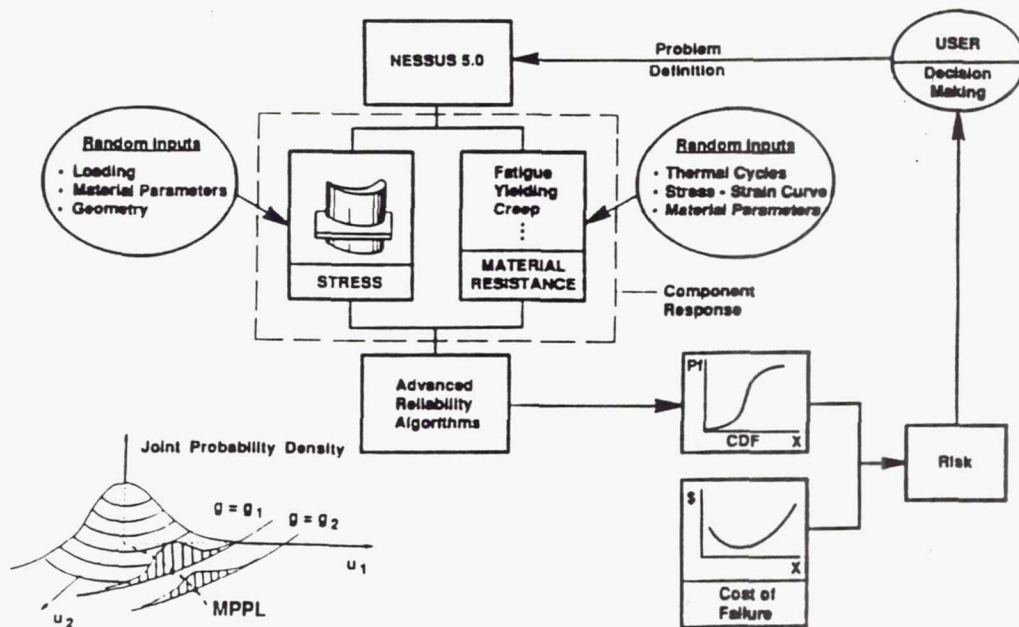 NESSUS 5.0
Problem
Definition
USER
Decision
Making
Random Inputs
• Loading
• Material Parameters
• Geometry
STRESS
Fatigue
Yielding
Creep
⋮
MATERIAL
RESISTANCE
Random Inputs
• Thermal Cycles
• Stress - Strain Curve
• Material Parameters
Component
Response
Advanced
Reliability
Algorithms
Pf
CDF X
$
X
Cost of
Failure
Risk
Joint Probability Density
g = g1
g = g2
u1
u2
MPPL